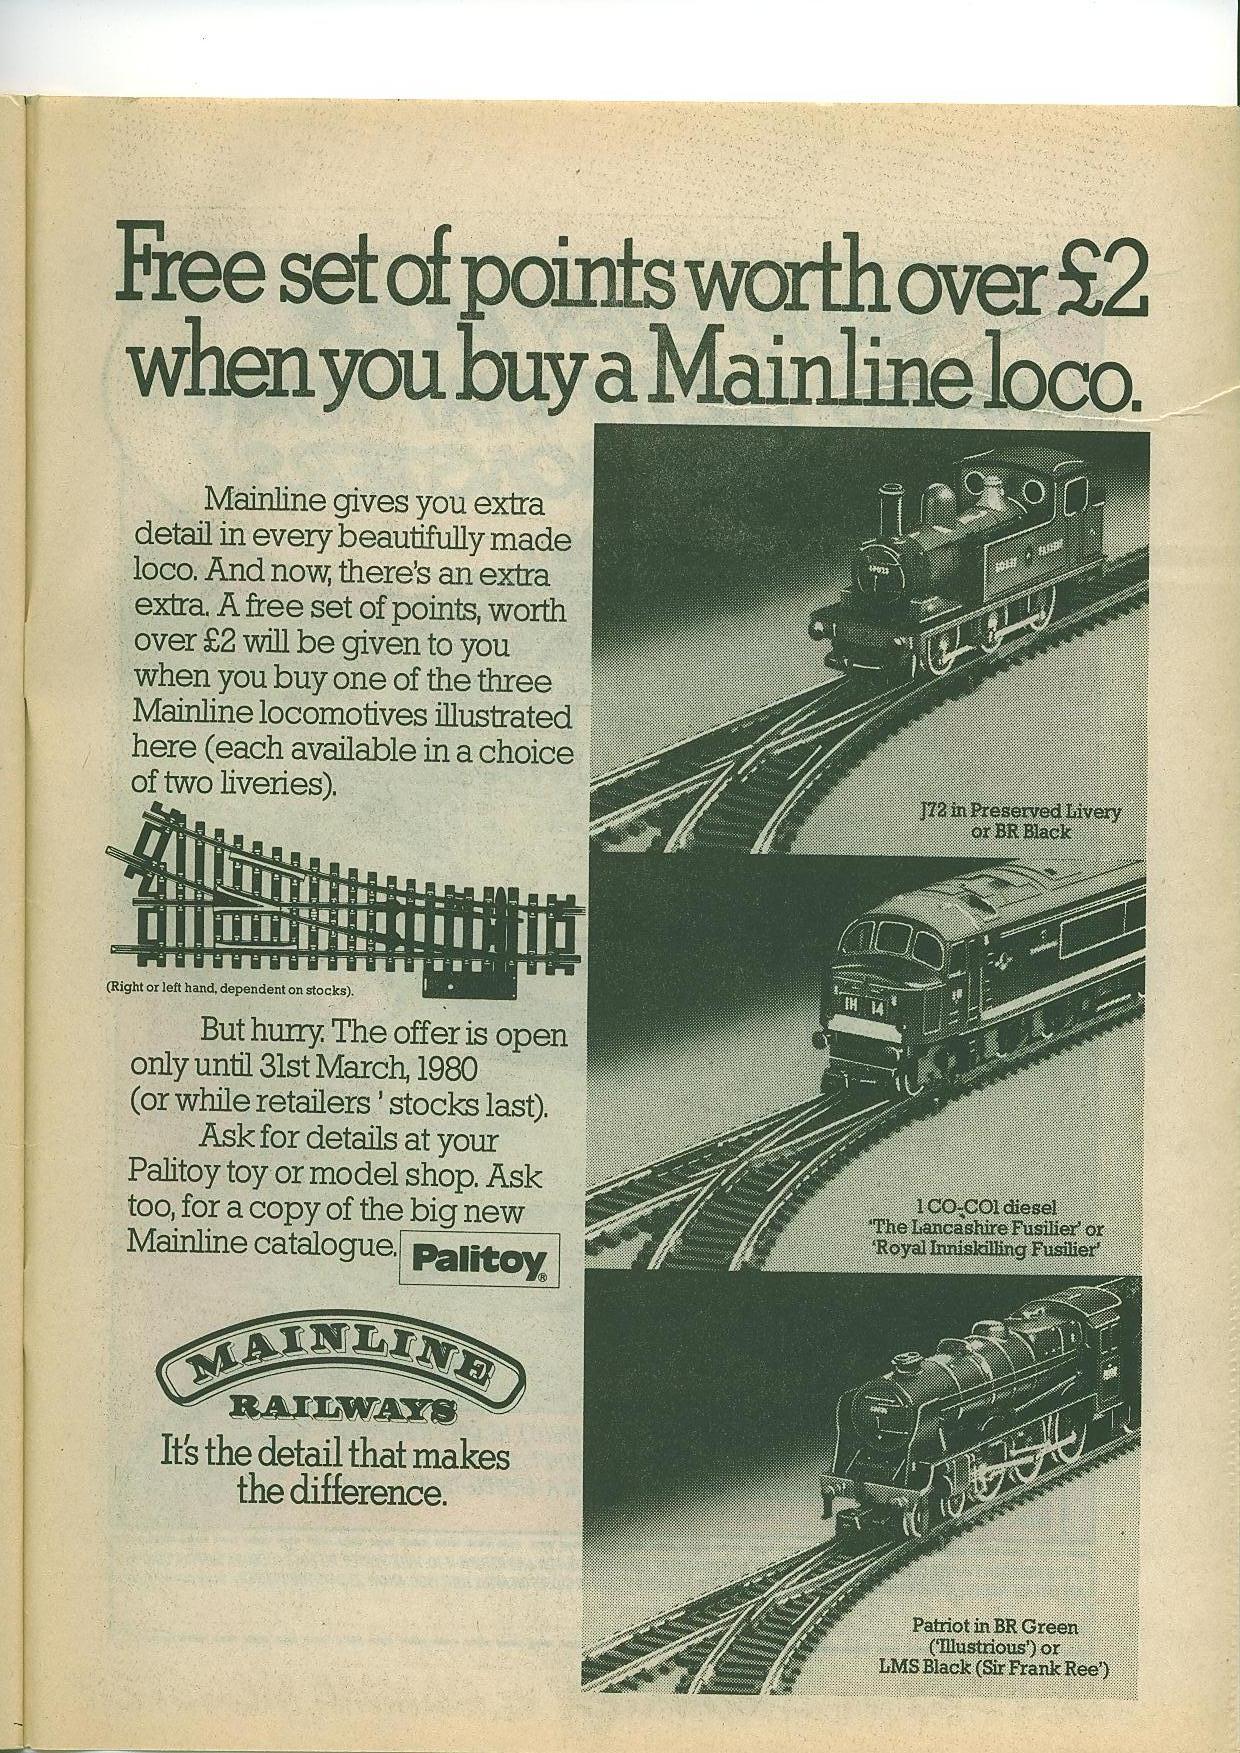 Free set of points worth over £2
when you buy a Mainline loco.
Mainline gives you extra
detail in every beautifully made
loco. And now, there's an extra
extra. A free set of points, worth
over £2 will be given to you
when you buy one of the three
Mainline locomotives illustrated
here (each available in a choice
of two liveries).
(Right or left hand, dependent on stocks).
But hurry. The offer is open
only until 31st March, 1980
(or while retailers ' stocks last).
Ask for details at your
Palitoy toy or model shop. Ask
too, for a copy of the big new
Mainline catalogue.
Palitoy®
MAINLINE
RAILWAYS
It's the detail that makes
the difference.
J72 in Preserved Livery
or BR Black
1H 14
1 CO-CO1 diesel
'The Lancashire Fusilier' or
'Royal Inniskilling Fusilier'
Patriot in BR Green
('Illustrious') or
LMS Black (Sir Frank Ree')